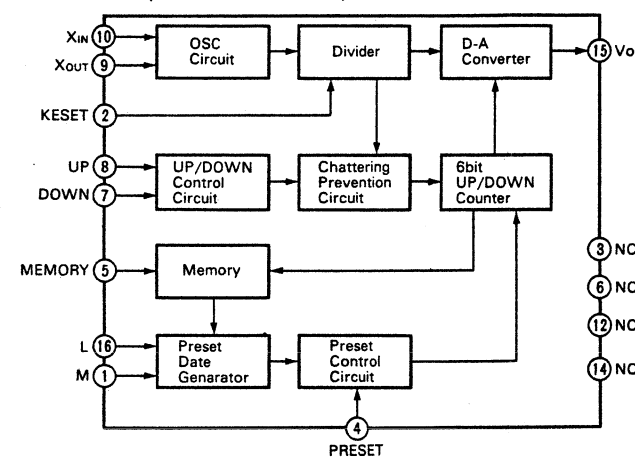 XIN 10
OSC
Circuit
Divider
D-A
Converter
15 Vo
XOUT 9
KESET 2
UP 8
DOWN 7
UP/DOWN
Control
Circuit
Chattering
Prevention
Circuit
6bit
UP/DOWN
Counter
3 NC
MEMORY 5
Memory
6 NC
12 NC
L 16
M 1
Preset
Date
Genarator
Preset
Control
Circuit
14 NC
4
PRESET